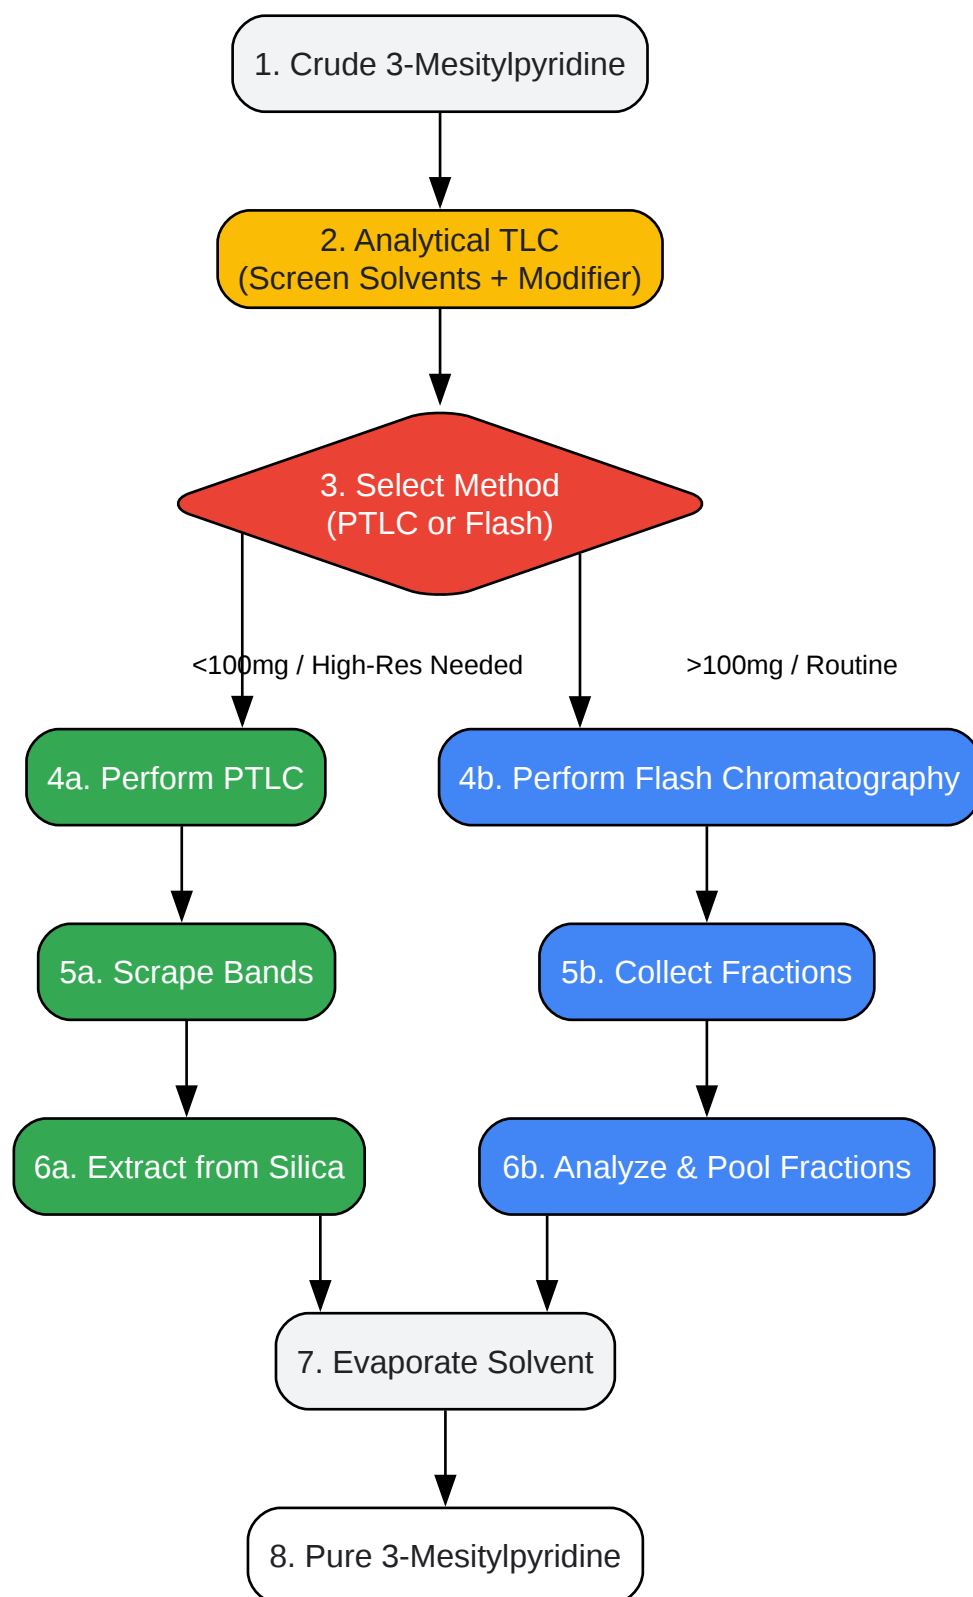 1. Crude 3-Mesitylpyridine
2. Analytical TLC
(Screen Solvents + Modifier)
3. Select Method
(PTLC or Flash)
<100mg / High-Res Needed
>100mg / Routine
4a. Perform PTLC
4b. Perform Flash Chromatography
5a. Scrape Bands
5b. Collect Fractions
6a. Extract from Silica
6b. Analyze & Pool Fractions
7. Evaporate Solvent
8. Pure 3-Mesitylpyridine